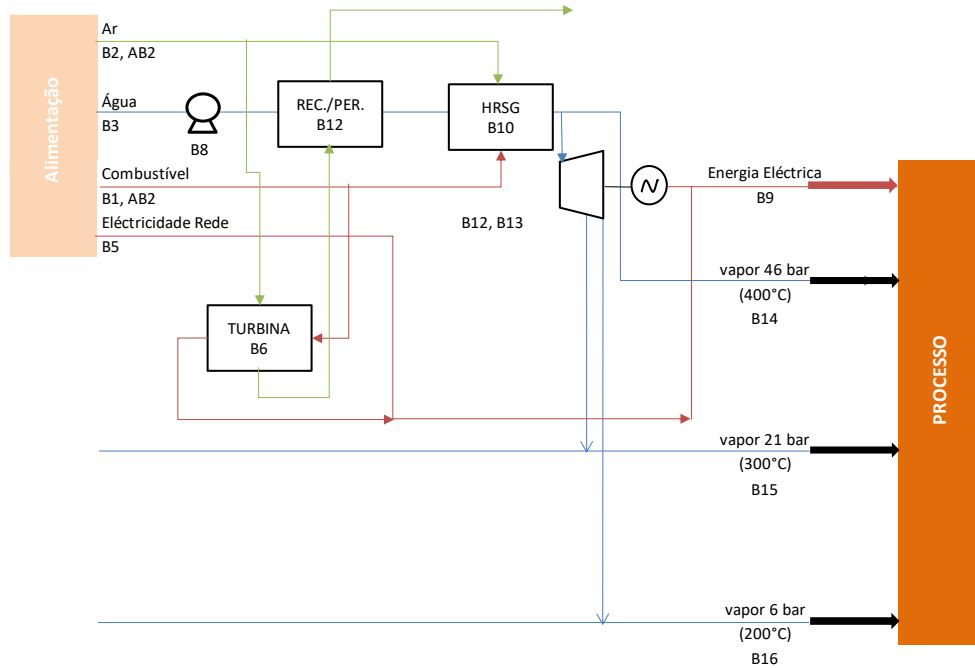 Alimentação
Ar
B2, AB2
Água
B3
B8
REC./PER.
B12
HRSG
B10
Combustível
B1, AB2
Eléctricidade Rede
B5
B12, B13
Energia Eléctrica
B9
vapor 46 bar
(400°C)
B14
TURBINA
B6
vapor 21 bar
(300°C)
B15
vapor 6 bar
(200°C)
B16
PROCESSO